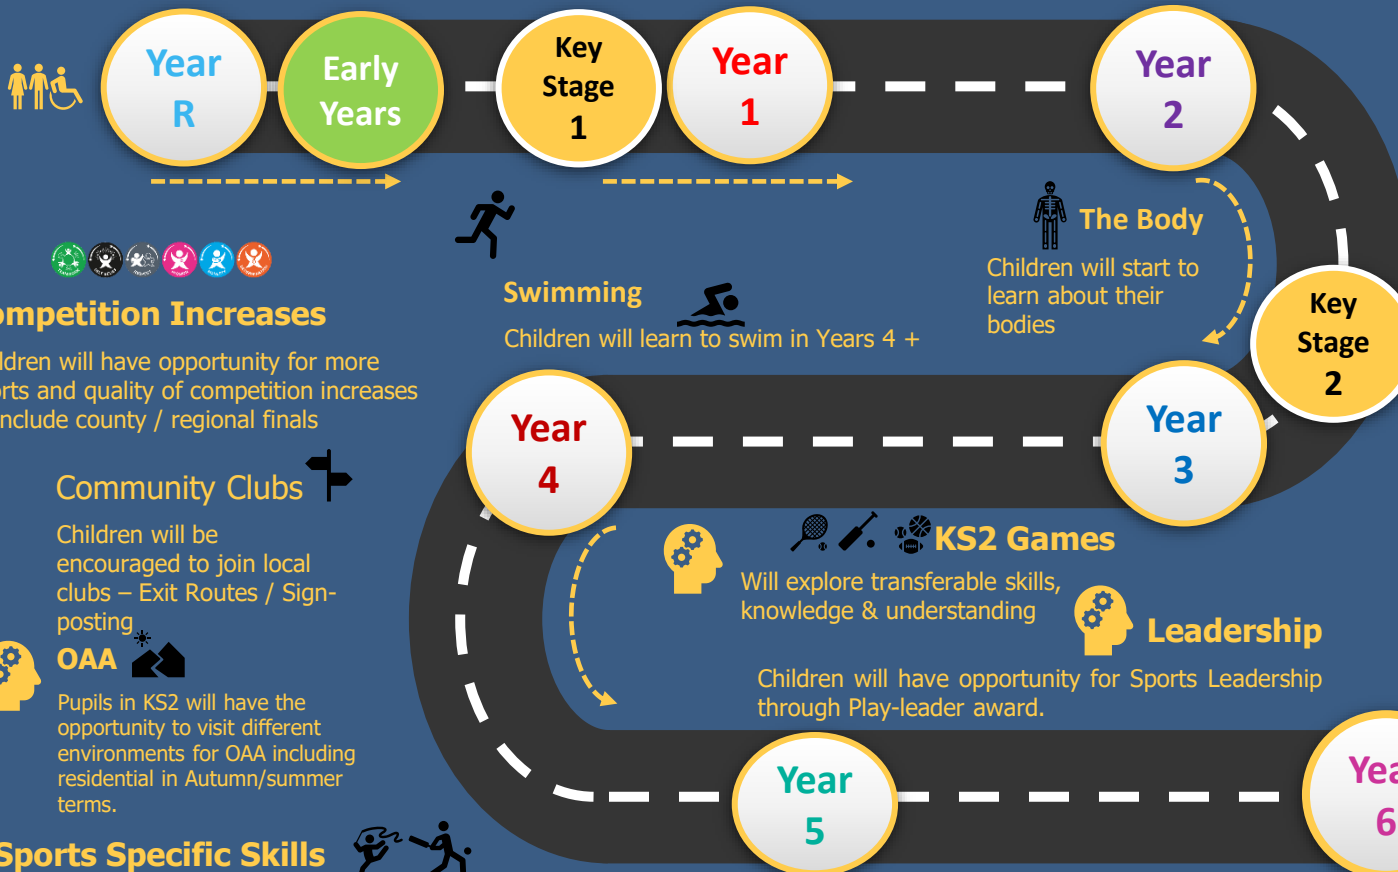 Year
R
Early
Years
Key
Stage
1
Year
1
Year
2
The Body
Children will start to
learn about their
bodies
Key
Stage
2
Swimming
Children will learn to swim in Years 4 +
ompetition Increases
ldren will have opportunity for more
rts and quality of competition increases
nclude county / regional finals
Year
4
Year
3
Community Clubs
Children will be
encouraged to join local
clubs – Exit Routes / Sign-
posting
KS2 Games
Will explore transferable skills,
knowledge & understanding
Leadership
Children will have opportunity for Sports Leadership
through Play-leader award.
OAA
Pupils in KS2 will have the
opportunity to visit different
environments for OAA including
residential in Autumn/summer
terms.
Year
5
Yea
6
Sports Specific Skills